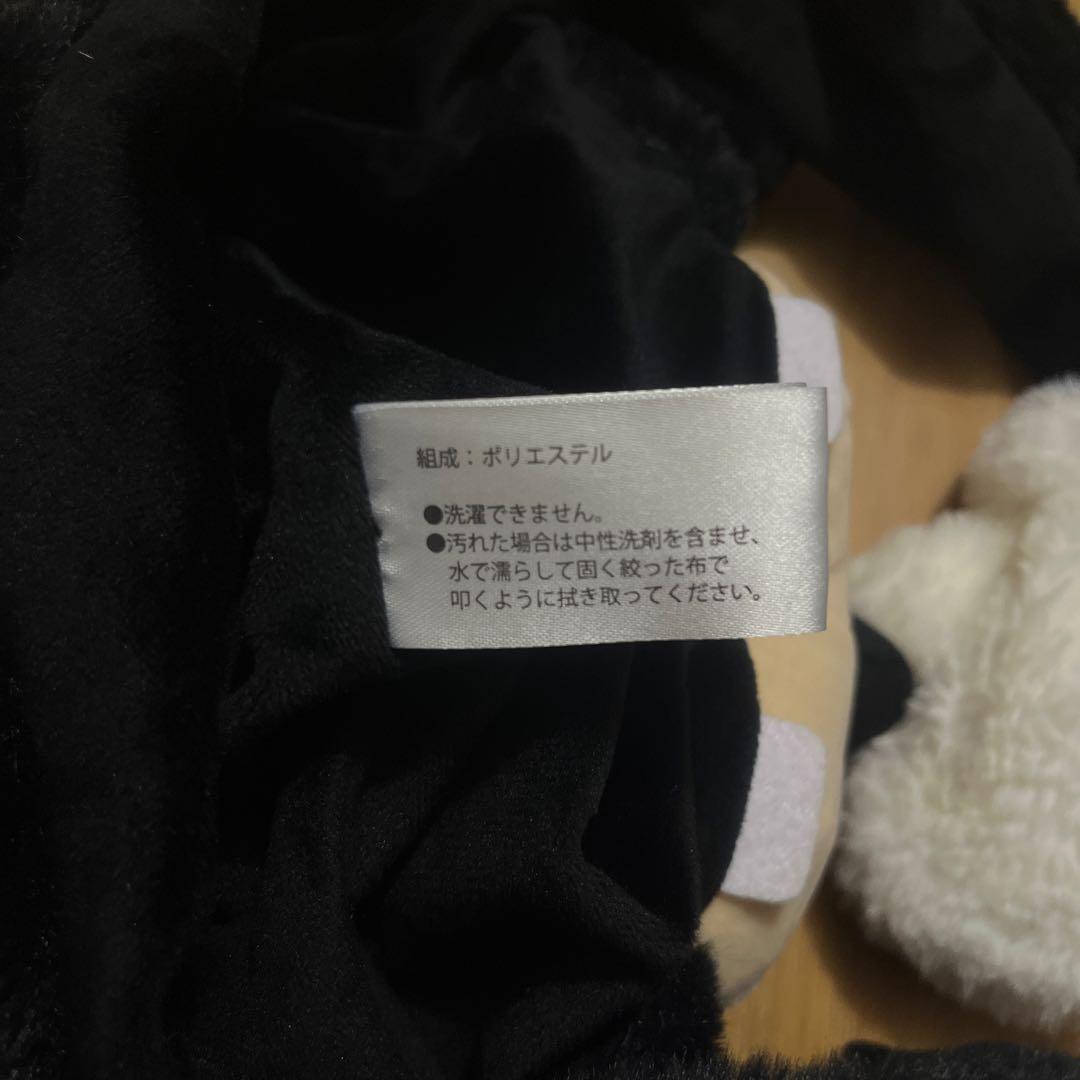 組成：ポリエステル
●洗濯できません。
●汚れた場合は中性洗剤を含ませ、
水で濡らして固く絞った布で
叩くように拭き取ってください。